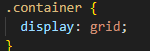 .container {
  display: grid;
}